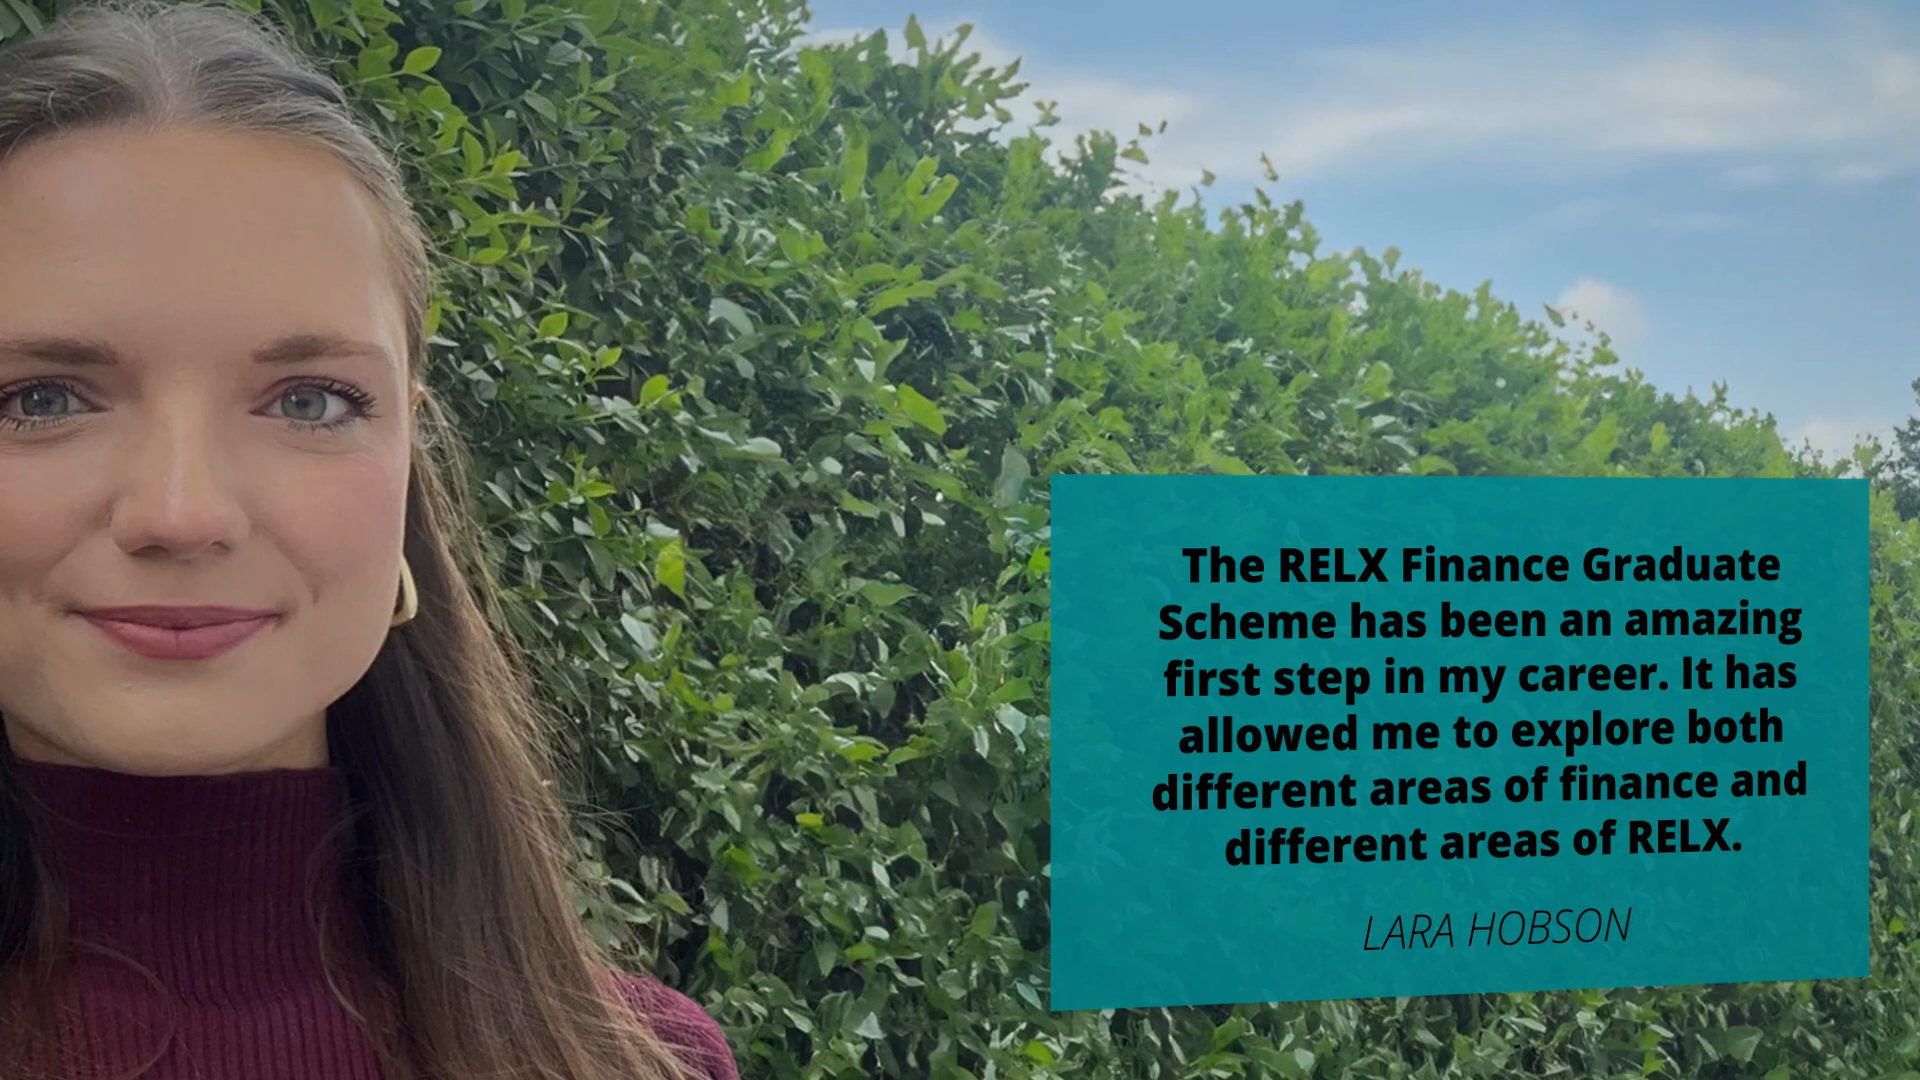 The RELX Finance Graduate
Scheme has been an amazing
first step in my career. It has
allowed me to explore both
different areas of finance and
different areas of RELX.
LARA HOBSON